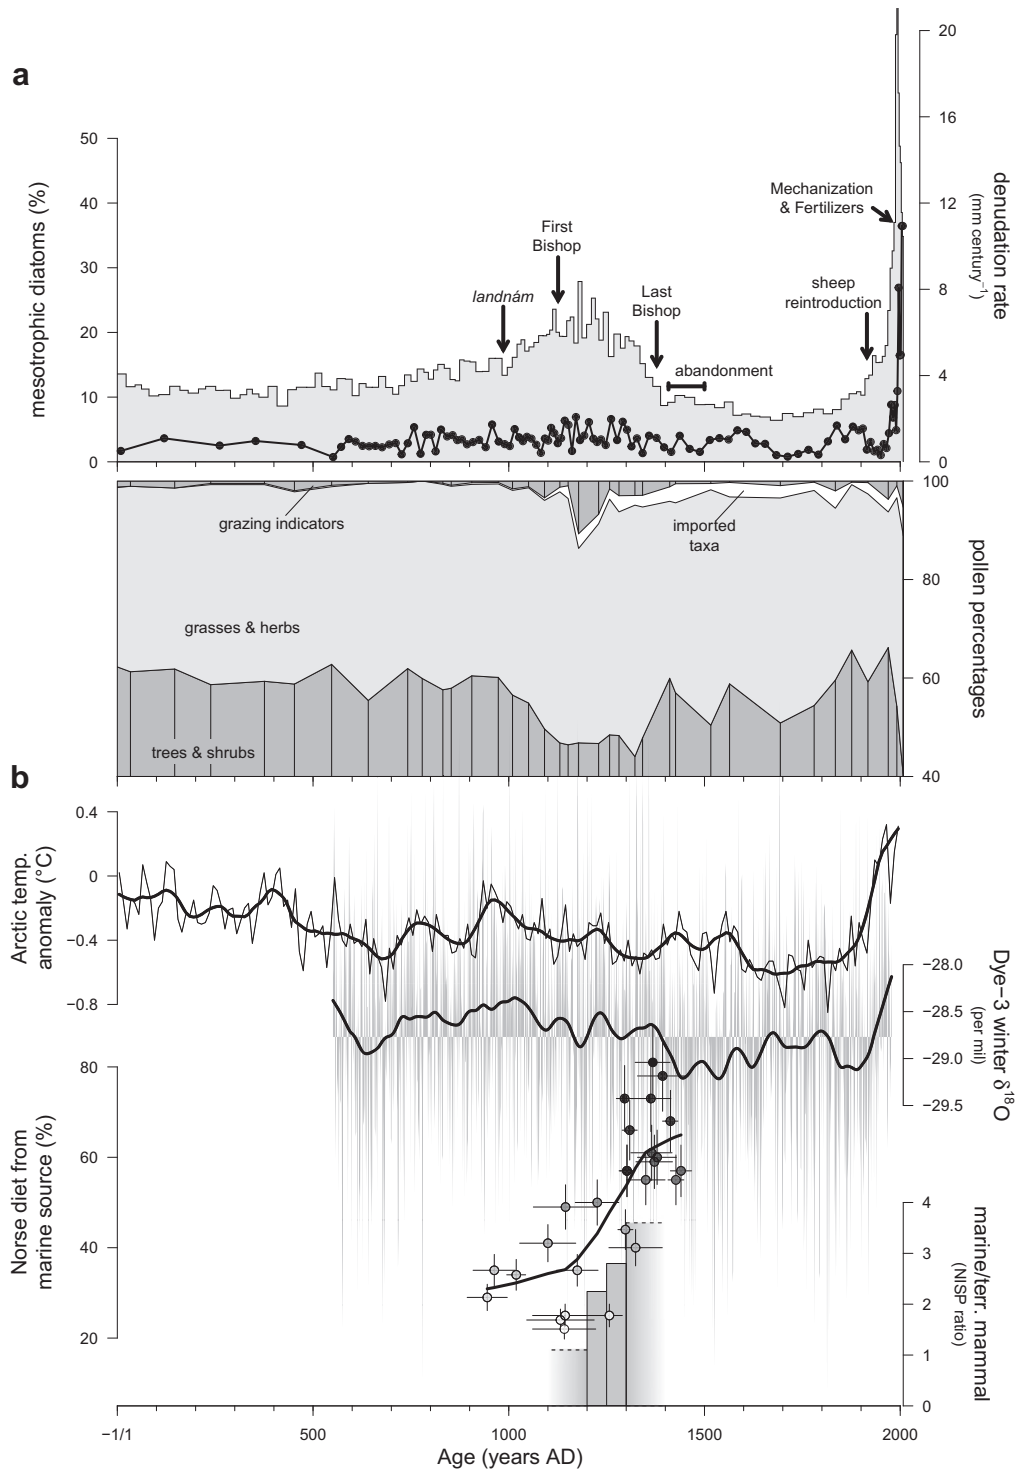 a
mesotrophic diatoms (%)
50
40
30
20
10
0
20
16
12
8
4
0
denudation rate
(mm century⁻¹)
Mechanization
& Fertilizers
First
Bishop
landnám
Last
Bishop
sheep
reintroduction
abandonment
grazing indicators
imported
taxa
grasses & herbs
trees & shrubs
100
80
60
40
pollen percentages
b
Arctic temp.
anomaly (°C)
0.4
0
−0.4
−0.8
−28.0
−28.5
−29.0
−29.5
Dye−3 winter δ¹⁸O
(per mil)
Norse diet from
marine source (%)
80
60
40
20
4
3
2
1
0
marine/terr. mammal
(NISP ratio)
−1/1
500
1000
1500
2000
Age (years AD)